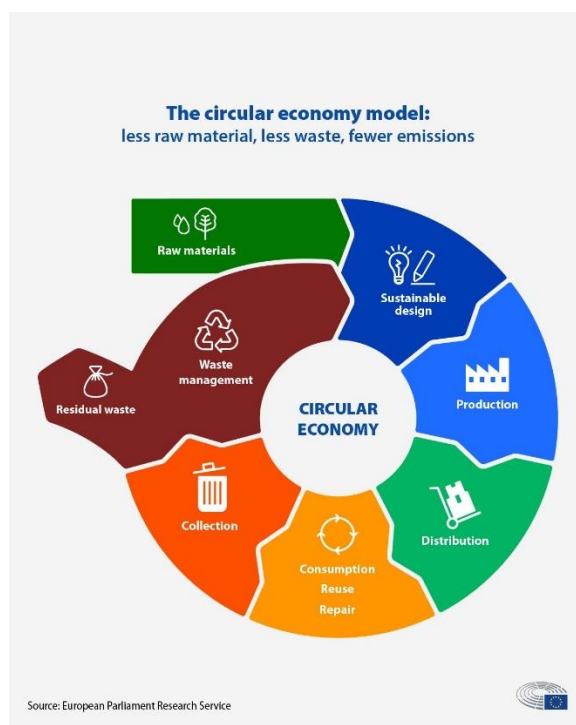 The circular economy model:
less raw material, less waste, fewer emissions
Raw materials
Sustainable
design
Production
Distribution
Consumption
Reuse
Repair
Collection
Waste
management
Residual waste
CIRCULAR
ECONOMY
Source: European Parliament Research Service